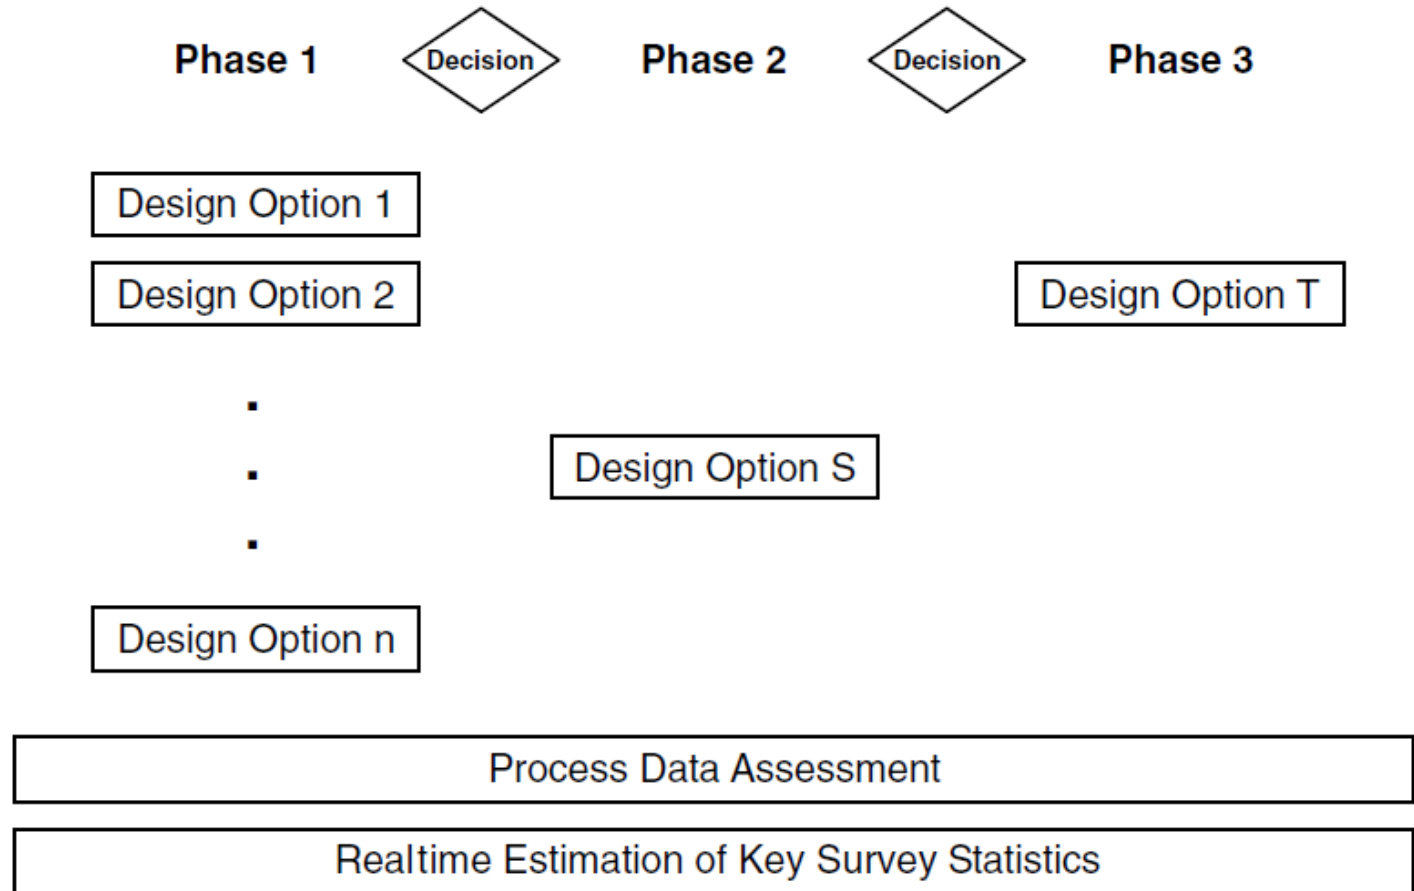 Phase 1 Decision Phase 2 Decision Phase 3
Design Option 1
Design Option 2 Design Option T
Design Option S
Design Option n
Process Data Assessment
Realtime Estimation of Key Survey Statistics